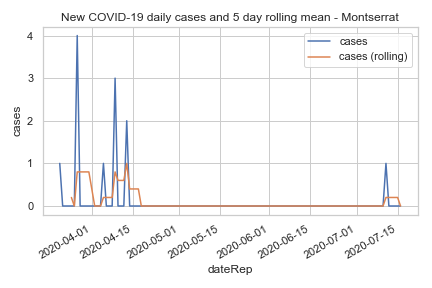 New COVID-19 daily cases and 5 day rolling mean - Montserrat
cases
cases (rolling)
cases
4
3
2
1
0
2020-04-01
2020-04-15
2020-05-01
2020-05-15
2020-06-01
2020-06-15
2020-07-01
2020-07-15
dateRep